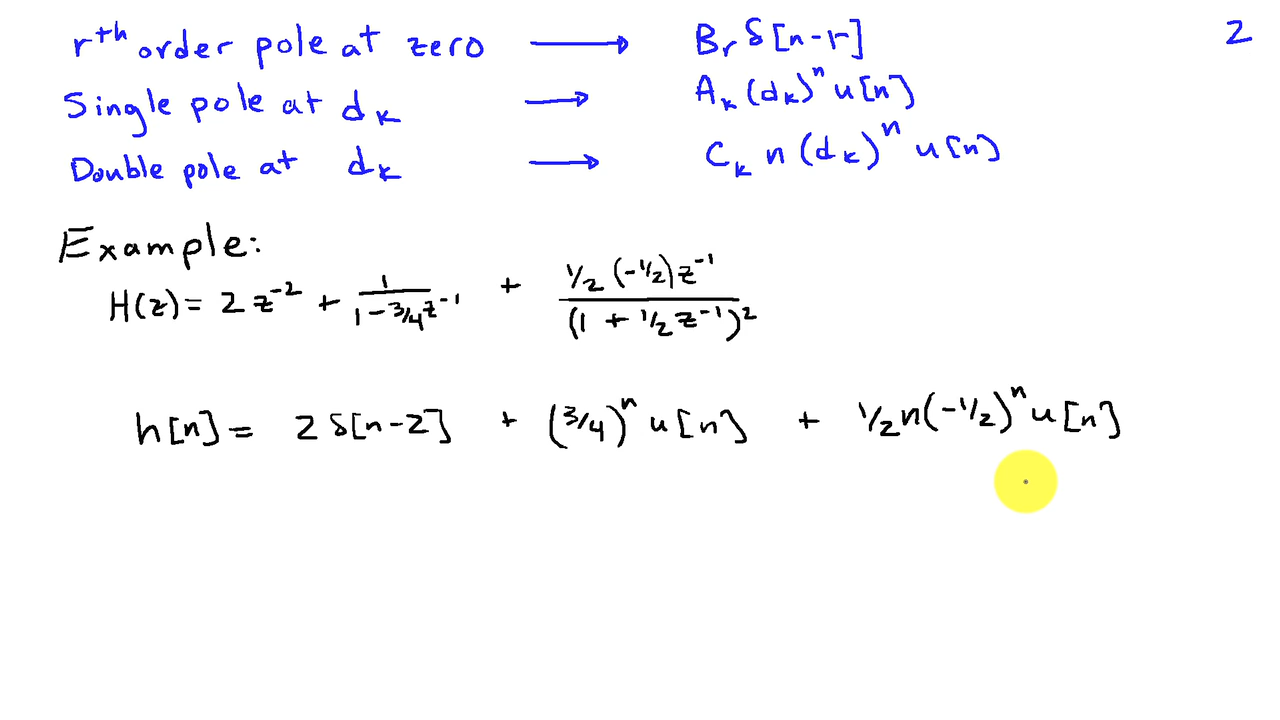 rᵗʰ order pole at zero ⟶ Bᵣ δ[n-r] 2
Single pole at dₖ ⟶ Aₖ (dₖ)ⁿ u[n]
Double pole at dₖ ⟶ Cₖ n (dₖ)ⁿ u[n]
Example:
H(z) = 2 z⁻² + 1/(1 - 3/4 z⁻¹) + (1/2 (-1/2) z⁻¹)/((1 + 1/2 z⁻¹)²)
h[n] = 2 δ[n-2] + (3/4)ⁿ u[n] + 1/2 n (-1/2)ⁿ u[n]